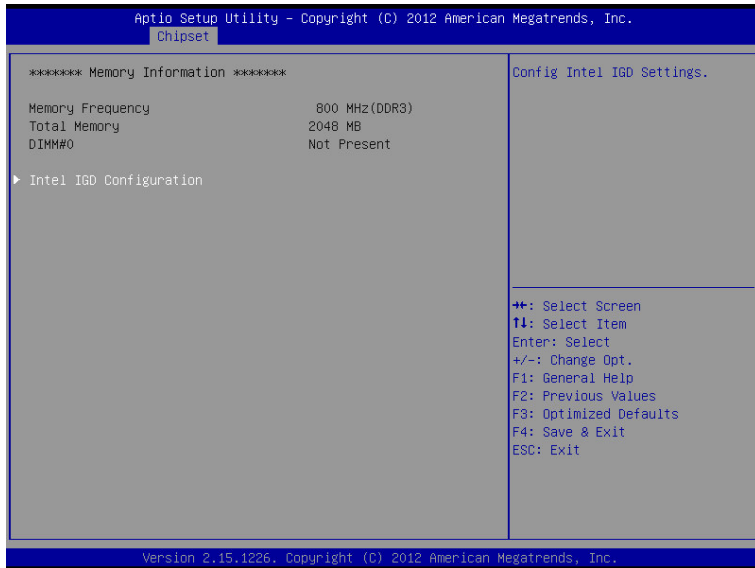 Aptio Setup Utility – Copyright (C) 2012 American Megatrends, Inc.
Chipset
******* Memory Information *******
Memory Frequency 800 MHz(DDR3)
Total Memory 2048 MB
DIMM#0 Not Present
▶ Intel IGD Configuration
Config Intel IGD Settings.
→←: Select Screen
↑↓: Select Item
Enter: Select
+/-: Change Opt.
F1: General Help
F2: Previous Values
F3: Optimized Defaults
F4: Save & Exit
ESC: Exit
Version 2.15.1226. Copyright (C) 2012 American Megatrends, Inc.